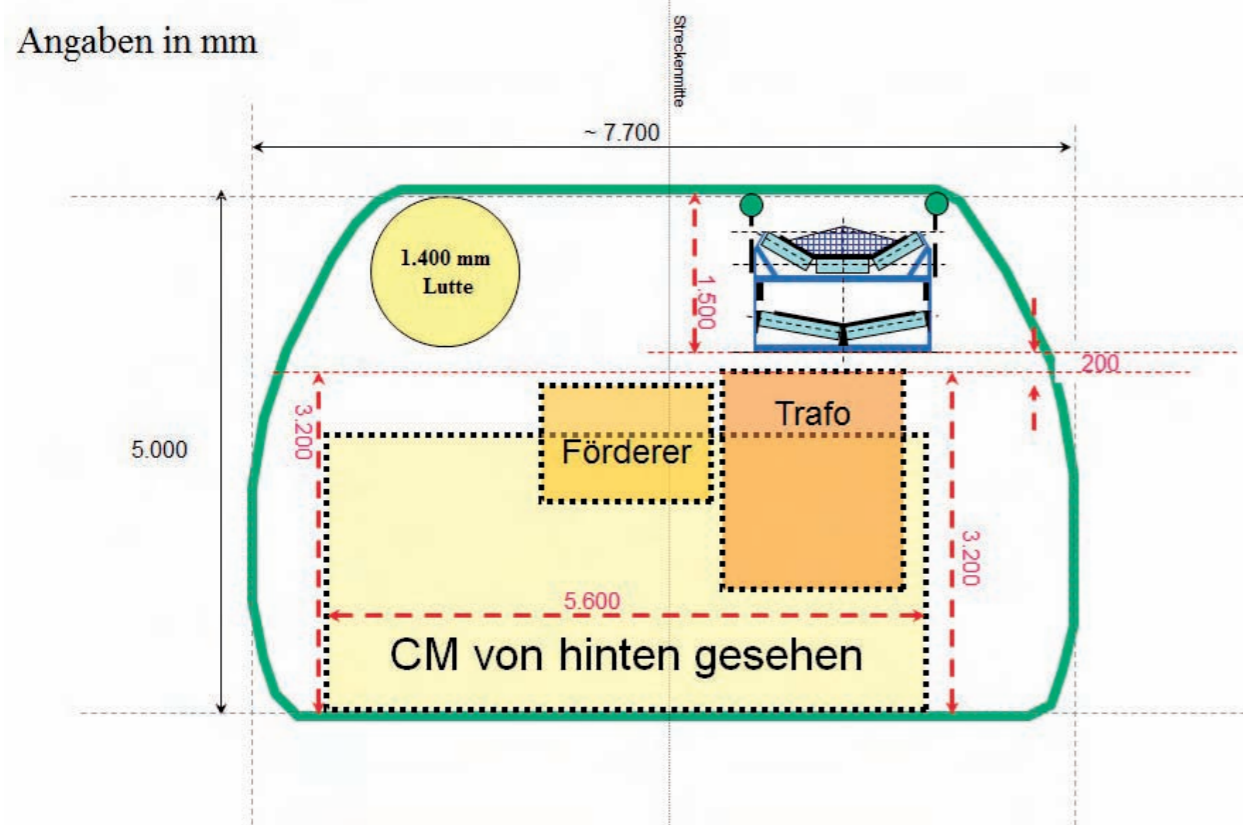 Angaben in mm
Streckenmitte
~ 7.700
1.400 mm
Lutte
1.500
200
3.200
Trafo
5.000
Förderer
3.200
5.600
CM von hinten gesehen